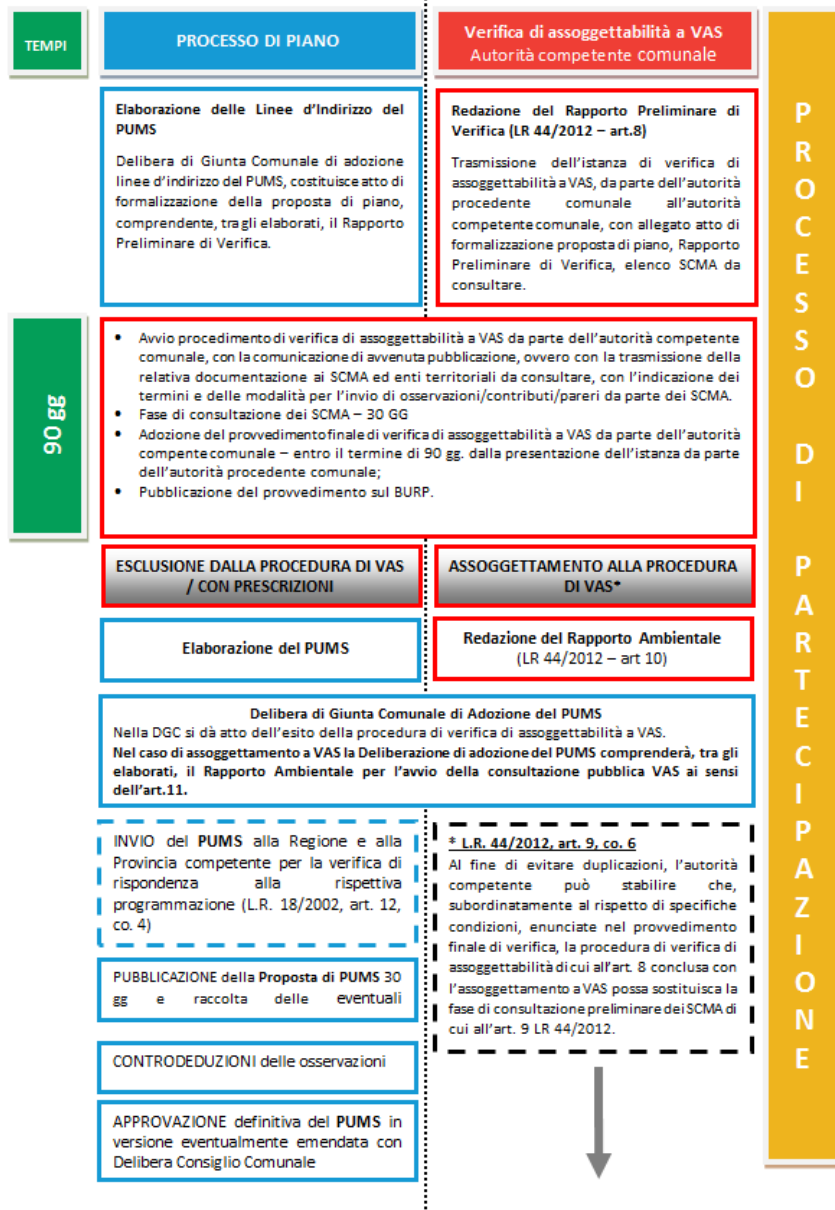 TEMPI
PROCESSO DI PIANO
Verifica di assoggettabilità a VAS
Autorità competente comunale
Elaborazione delle Linee d'Indirizzo del
PUMS
Delibera di Giunta Comunale di adozione
linee d'indirizzo del PUMS, costituisce atto di
formalizzazione della proposta di piano,
comprendente, tra gli elaborati, il Rapporto
Preliminare di Verifica.
Redazione del Rapporto Preliminare di
Verifica (LR 44/2012 – art.8)
Trasmissione dell'istanza di verifica di
assoggettabilità a VAS, da parte dell'autorità
procedente comunale all'autorità
competente comunale, con allegato atto di
formalizzazione proposta di piano, Rapporto
Preliminare di Verifica, elenco SCMA da
consultare.
90 gg
• Avvio procedimento di verifica di assoggettabilità a VAS da parte dell'autorità competente
comunale, con la comunicazione di avvenuta pubblicazione, ovvero con la trasmissione della
relativa documentazione ai SCMA ed enti territoriali da consultare, con l'indicazione dei
termini e delle modalità per l'invio di osservazioni/contributi/pareri da parte dei SCMA.
• Fase di consultazione dei SCMA – 30 GG
• Adozione del provvedimento finale di verifica di assoggettabilità a VAS da parte dell'autorità
compente comunale – entro il termine di 90 gg. dalla presentazione dell'istanza da parte
dell'autorità procedente comunale;
• Pubblicazione del provvedimento sul BURP.
ESCLUSIONE DALLA PROCEDURA DI VAS
/ CON PRESCRIZIONI
ASSOGGETTAMENTO ALLA PROCEDURA
DI VAS*
Elaborazione del PUMS
Redazione del Rapporto Ambientale
(LR 44/2012 – art 10)
Delibera di Giunta Comunale di Adozione del PUMS
Nella DGC si dà atto dell'esito della procedura di verifica di assoggettabilità a VAS.
Nel caso di assoggettamento a VAS la Deliberazione di adozione del PUMS comprenderà, tra gli
elaborati, il Rapporto Ambientale per l'avvio della consultazione pubblica VAS ai sensi
dell'art.11.
INVIO del PUMS alla Regione e alla
Provincia competente per la verifica di
rispondenza alla rispettiva
programmazione (L.R. 18/2002, art. 12,
co. 4)
* L.R. 44/2012, art. 9, co. 6
Al fine di evitare duplicazioni, l'autorità
competente può stabilire che,
subordinatamente al rispetto di specifiche
condizioni, enunciate nel provvedimento
finale di verifica, la procedura di verifica di
assoggettabilità di cui all'art. 8 conclusa con
l'assoggettamento a VAS possa sostituisca la
fase di consultazione preliminare dei SCMA di
cui all'art. 9 LR 44/2012.
PUBBLICAZIONE della Proposta di PUMS 30
gg e raccolta delle eventuali
CONTRODEDUZIONI delle osservazioni
APPROVAZIONE definitiva del PUMS in
versione eventualmente emendata con
Delibera Consiglio Comunale
PROCESSO DI PARTECIPAZIONE